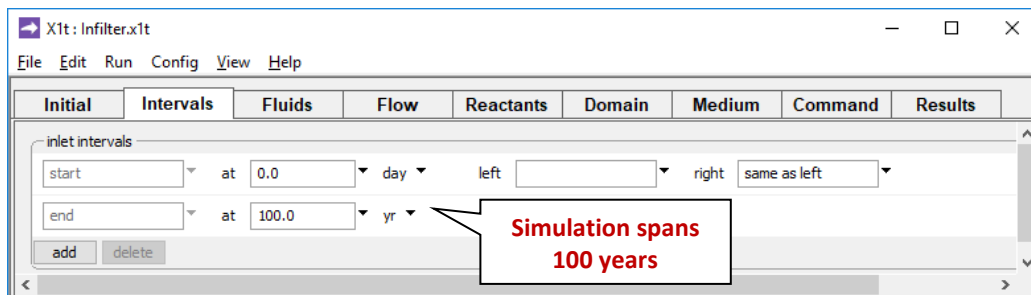 X1t : Infilter.x1t
File Edit Run Config View Help
Initial Intervals Fluids Flow Reactants Domain Medium Command Results
inlet intervals
start at 0.0 day left right same as left
end at 100.0 yr
Simulation spans
100 years
add delete